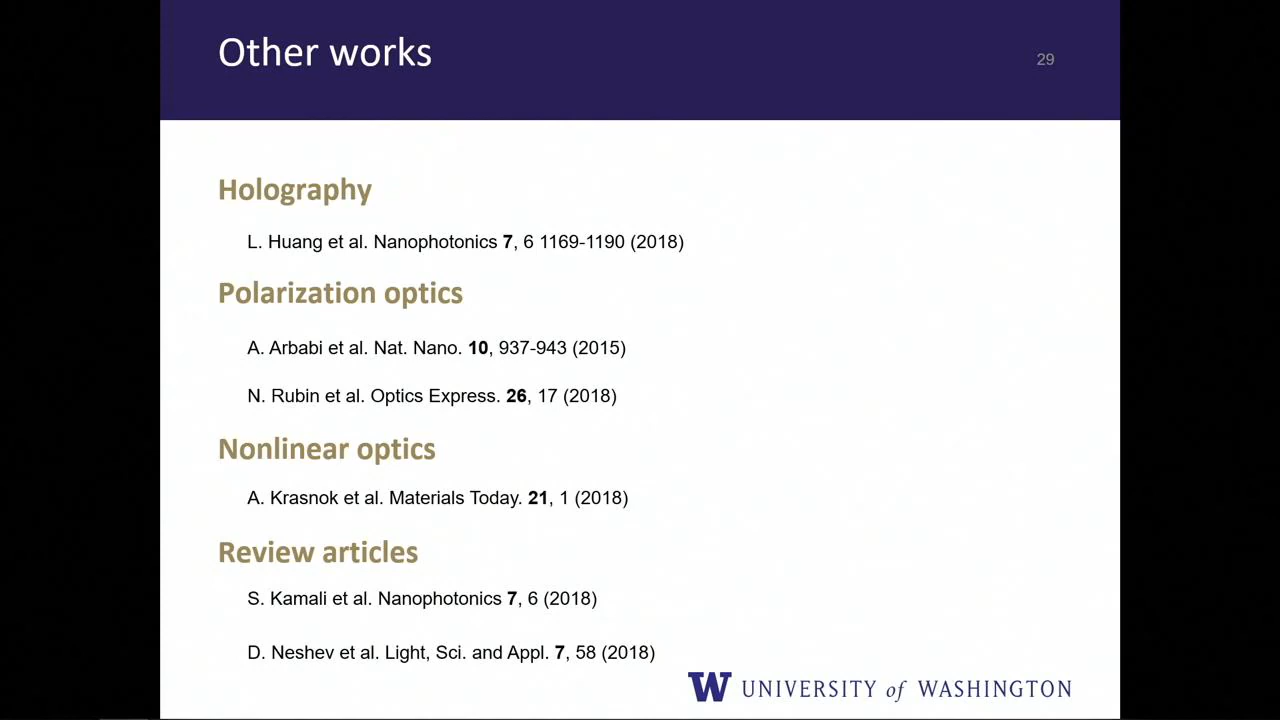 Other works
29
Holography
L. Huang et al. Nanophotonics 7, 6 1169-1190 (2018)
Polarization optics
A. Arbabi et al. Nat. Nano. 10, 937-943 (2015)
N. Rubin et al. Optics Express. 26, 17 (2018)
Nonlinear optics
A. Krasnok et al. Materials Today. 21, 1 (2018)
Review articles
S. Kamali et al. Nanophotonics 7, 6 (2018)
D. Neshev et al. Light, Sci. and Appl. 7, 58 (2018)
W UNIVERSITY of WASHINGTON